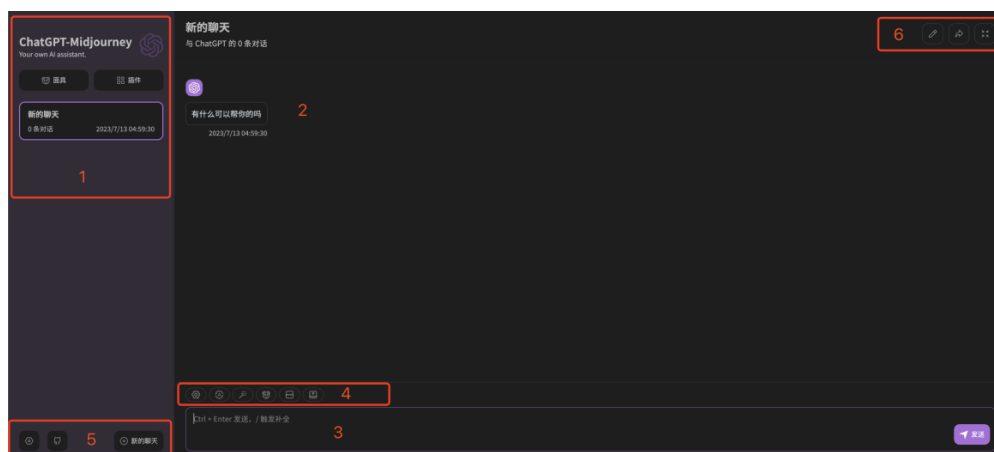 ChatGPT-Midjourney
Your own AI assistant.
面具
插件
新的聊天
0 条对话
2023/7/13 04:59:30
1
新的聊天
与 ChatGPT 的 0 条对话
6
有什么可以帮你的吗
2
2023/7/13 04:59:30
4
Ctrl + Enter 发送，/ 触发补全
3
发送
5
新的聊天